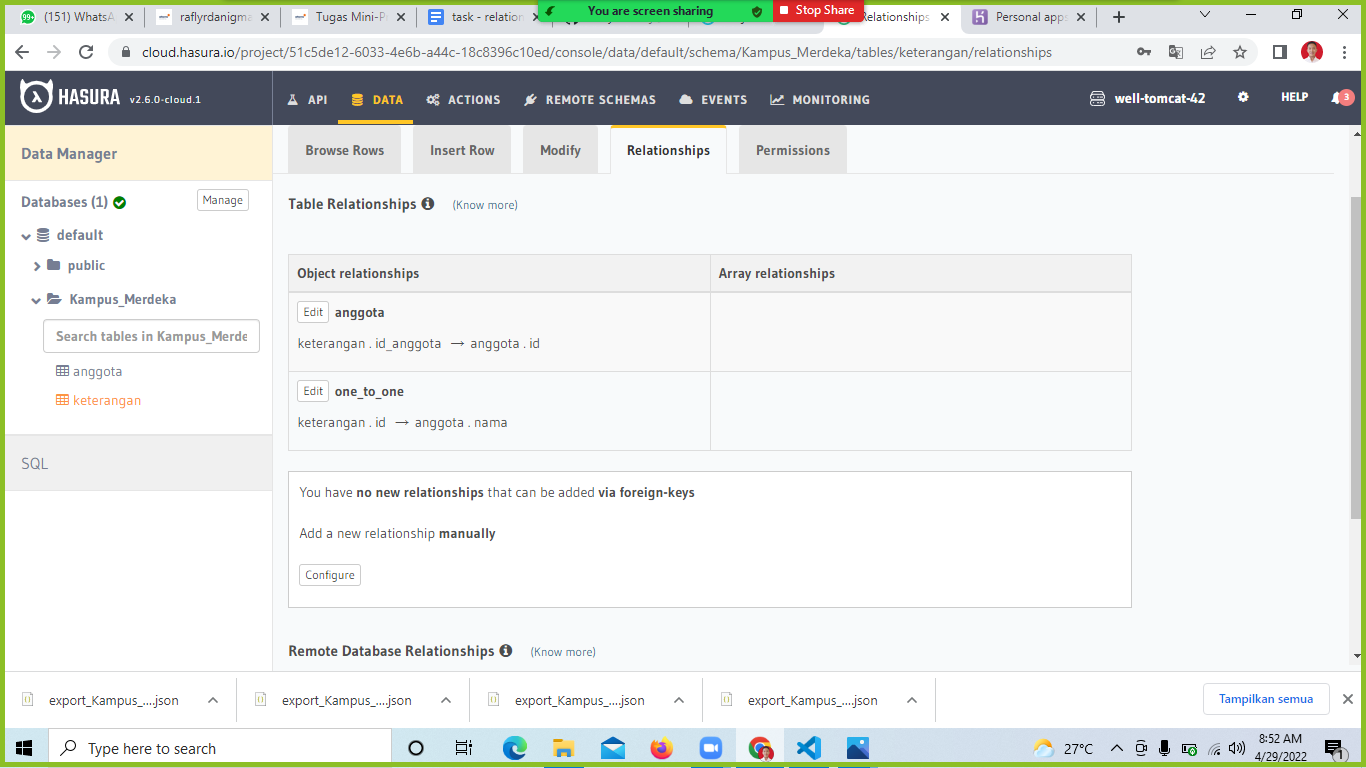 (151) WhatsA
raflyrdanigma
Tugas Mini-P
task - relation
You are screen sharing
Stop Share
Relationships
Personal apps
cloud.hasura.io/project/51c5de12-6033-4e6b-a44c-18c8396c10ed/console/data/default/schema/Kampus_Merdeka/tables/keterangan/relationships
HASURA v2.6.0-cloud.1
API
DATA
ACTIONS
REMOTE SCHEMAS
EVENTS
MONITORING
well-tomcat-42
HELP
3
Data Manager
Databases (1)
Manage
default
public
Kampus_Merdeka
Search tables in Kampus_Merde
anggota
keterangan
SQL
Browse Rows
Insert Row
Modify
Relationships
Permissions
Table Relationships (Know more)
Object relationships
Array relationships
Edit anggota
keterangan . id_anggota → anggota . id
Edit one_to_one
keterangan . id → anggota . nama
You have no new relationships that can be added via foreign-keys
Add a new relationship manually
Configure
Remote Database Relationships (Know more)
export_Kampus_....json
export_Kampus_....json
export_Kampus_....json
export_Kampus_....json
Tampilkan semua
Type here to search
27°C
8:52 AM
4/29/2022
1